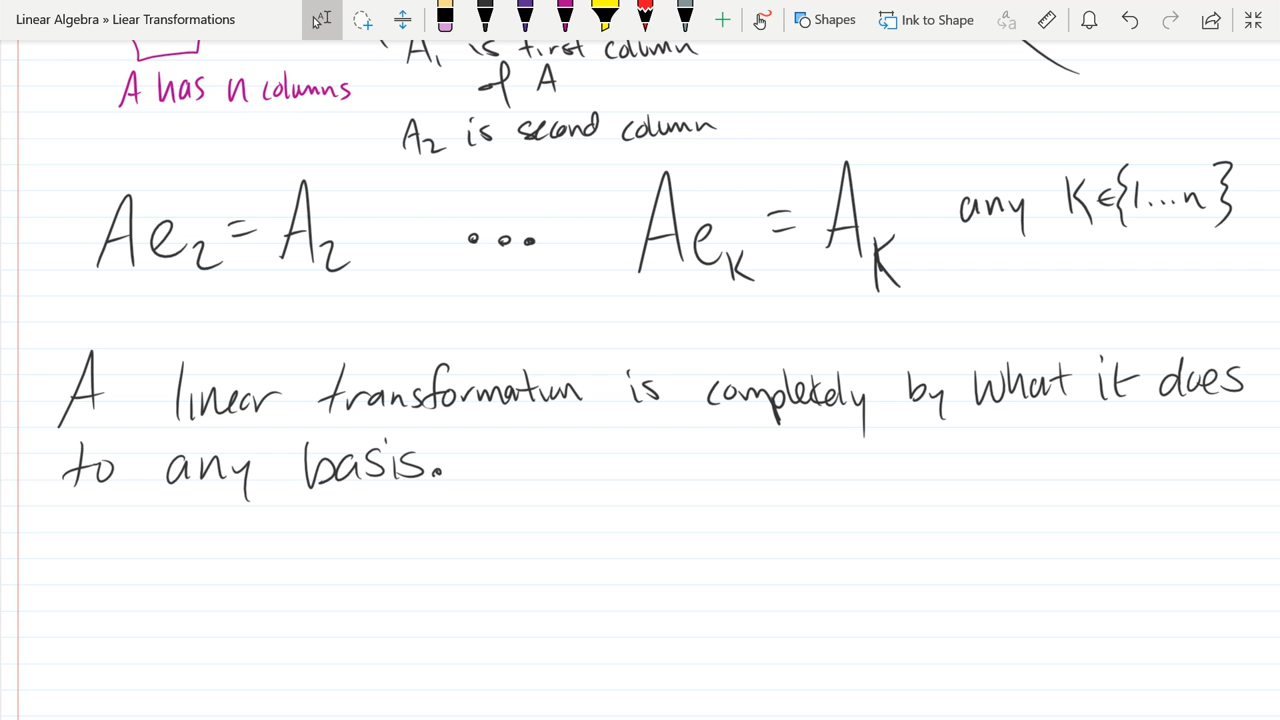 Linear Algebra » Liear Transformations
Shapes
Ink to Shape
A₁ is first column
of A
A has n columns
A₂ is second column
Ae₂ = A₂ ... Aeₖ = Aₖ any K∈{1...n}
A linear transformation is completely by what it does
to any basis.